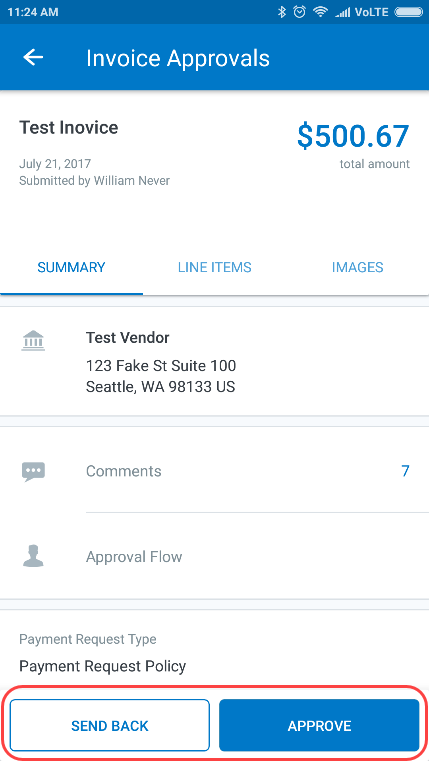 11:24 AM VoLTE
Invoice Approvals
Test Inovice
$500.67
July 21, 2017
total amount
Submitted by William Never
SUMMARY LINE ITEMS IMAGES
Test Vendor
123 Fake St Suite 100
Seattle, WA 98133 US
Comments 7
Approval Flow
Payment Request Type
Payment Request Policy
SEND BACK APPROVE